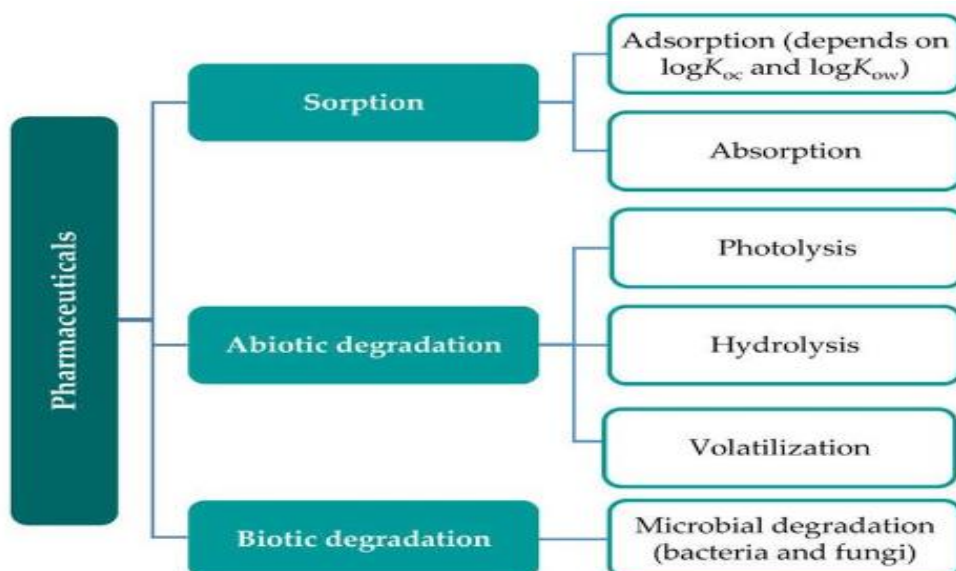 Pharmaceuticals
Sorption
Adsorption (depends on
logKoc and logKow)
Absorption
Abiotic degradation
Photolysis
Hydrolysis
Volatilization
Biotic degradation
Microbial degradation
(bacteria and fungi)